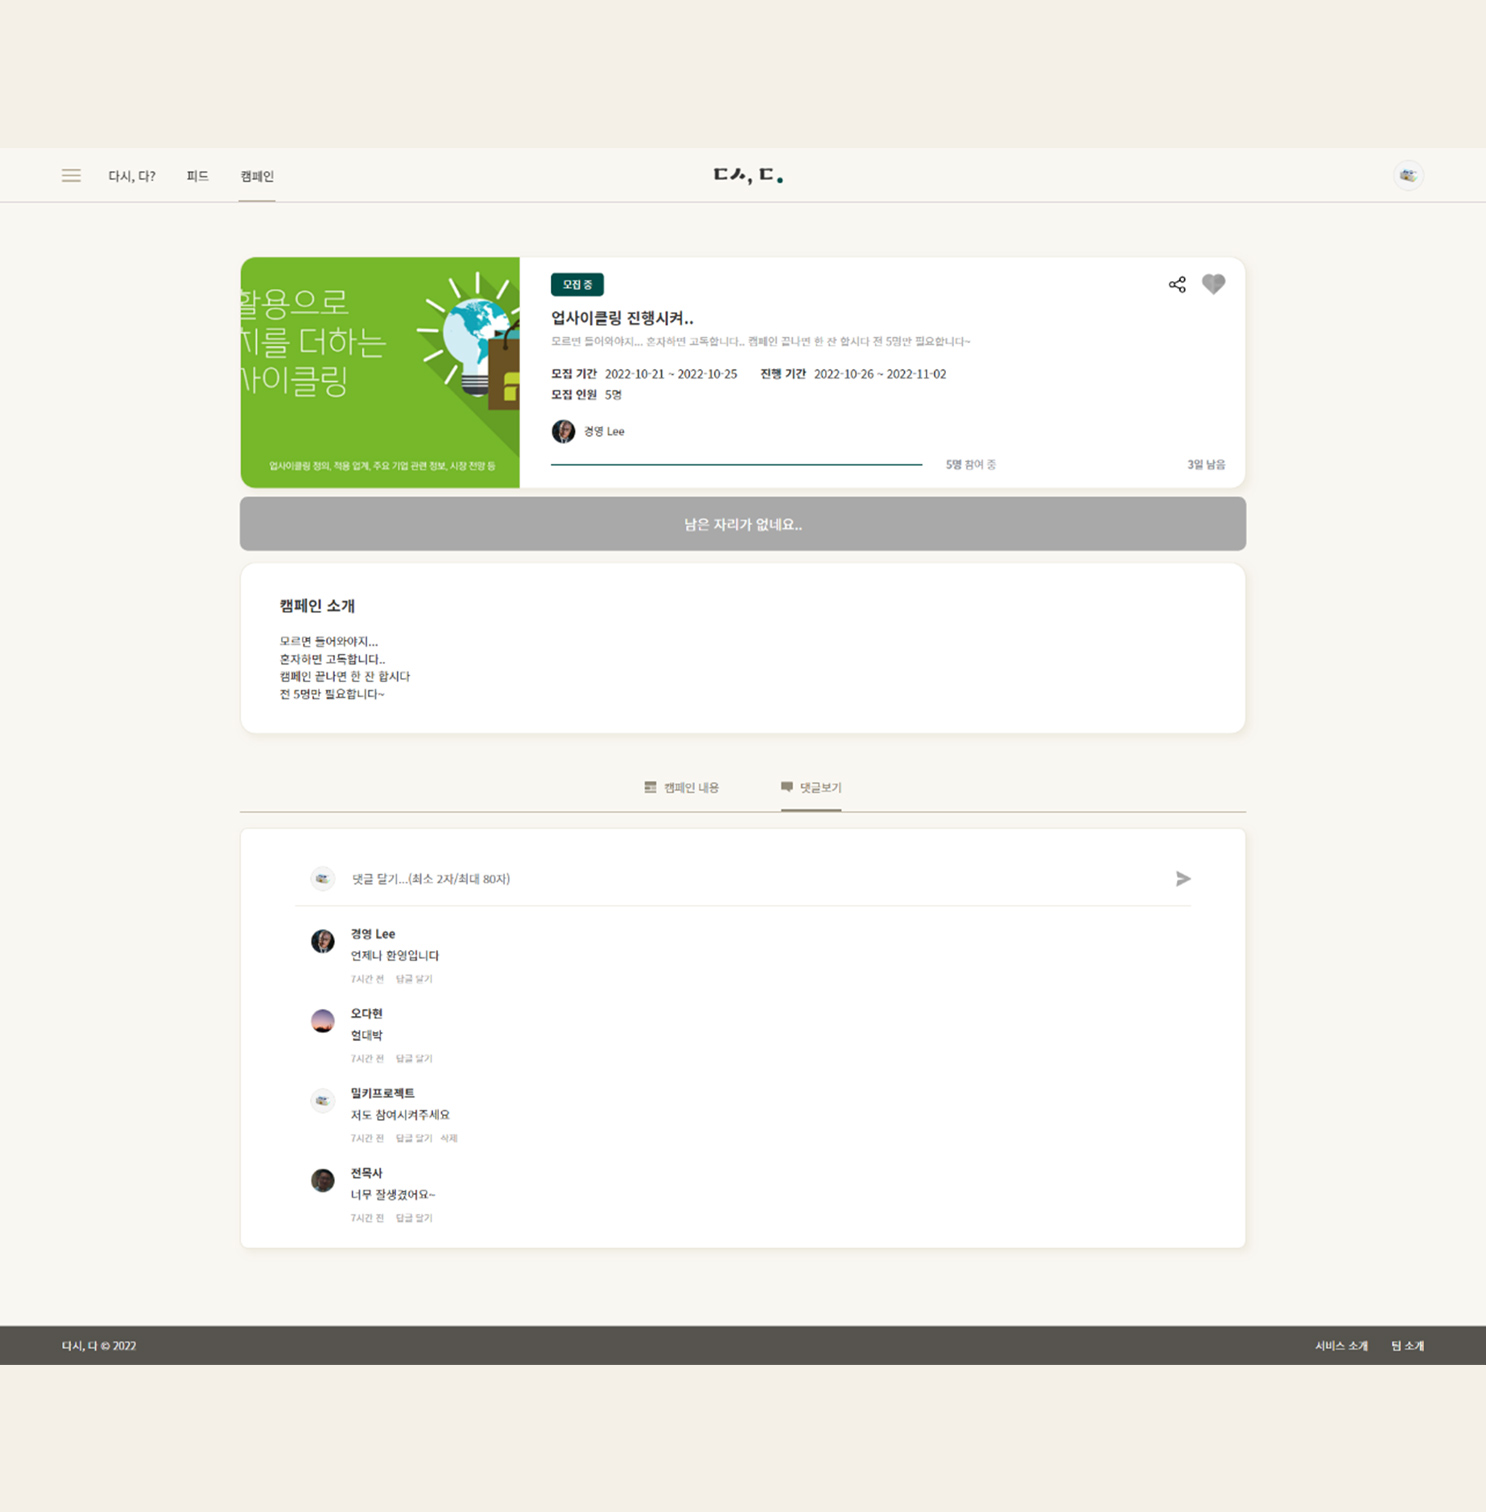 다시, 다?
피드
캠페인
다시, 다.
활용으로
치를 더하는
사이클링
업사이클링 정의, 적용 업계, 주요 기업 관련 정보, 시장 전망 등
모집 중
업사이클링 진행시켜..
모르면 들어와야지... 혼자하면 고독합니다.. 캠페인 끝나면 한 잔 합시다 전 5명만 필요합니다~
모집 기간 2022-10-21 ~ 2022-10-25 진행 기간 2022-10-26 ~ 2022-11-02
모집 인원 5명
경영 Lee
5명 참여 중
3일 남음
남은 자리가 없네요..
캠페인 소개
모르면 들어와야지...
혼자하면 고독합니다..
캠페인 끝나면 한 잔 합시다
전 5명만 필요합니다~
캠페인 내용
댓글보기
댓글 달기...(최소 2자/최대 80자)
경영 Lee
언제나 환영입니다
7시간 전 답글 달기
오다현
헐대박
7시간 전 답글 달기
밀키프로젝트
저도 참여시켜주세요
7시간 전 답글 달기 삭제
전목사
너무 잘생겼어요~
7시간 전 답글 달기
다시, 다 © 2022
서비스 소개
팀 소개